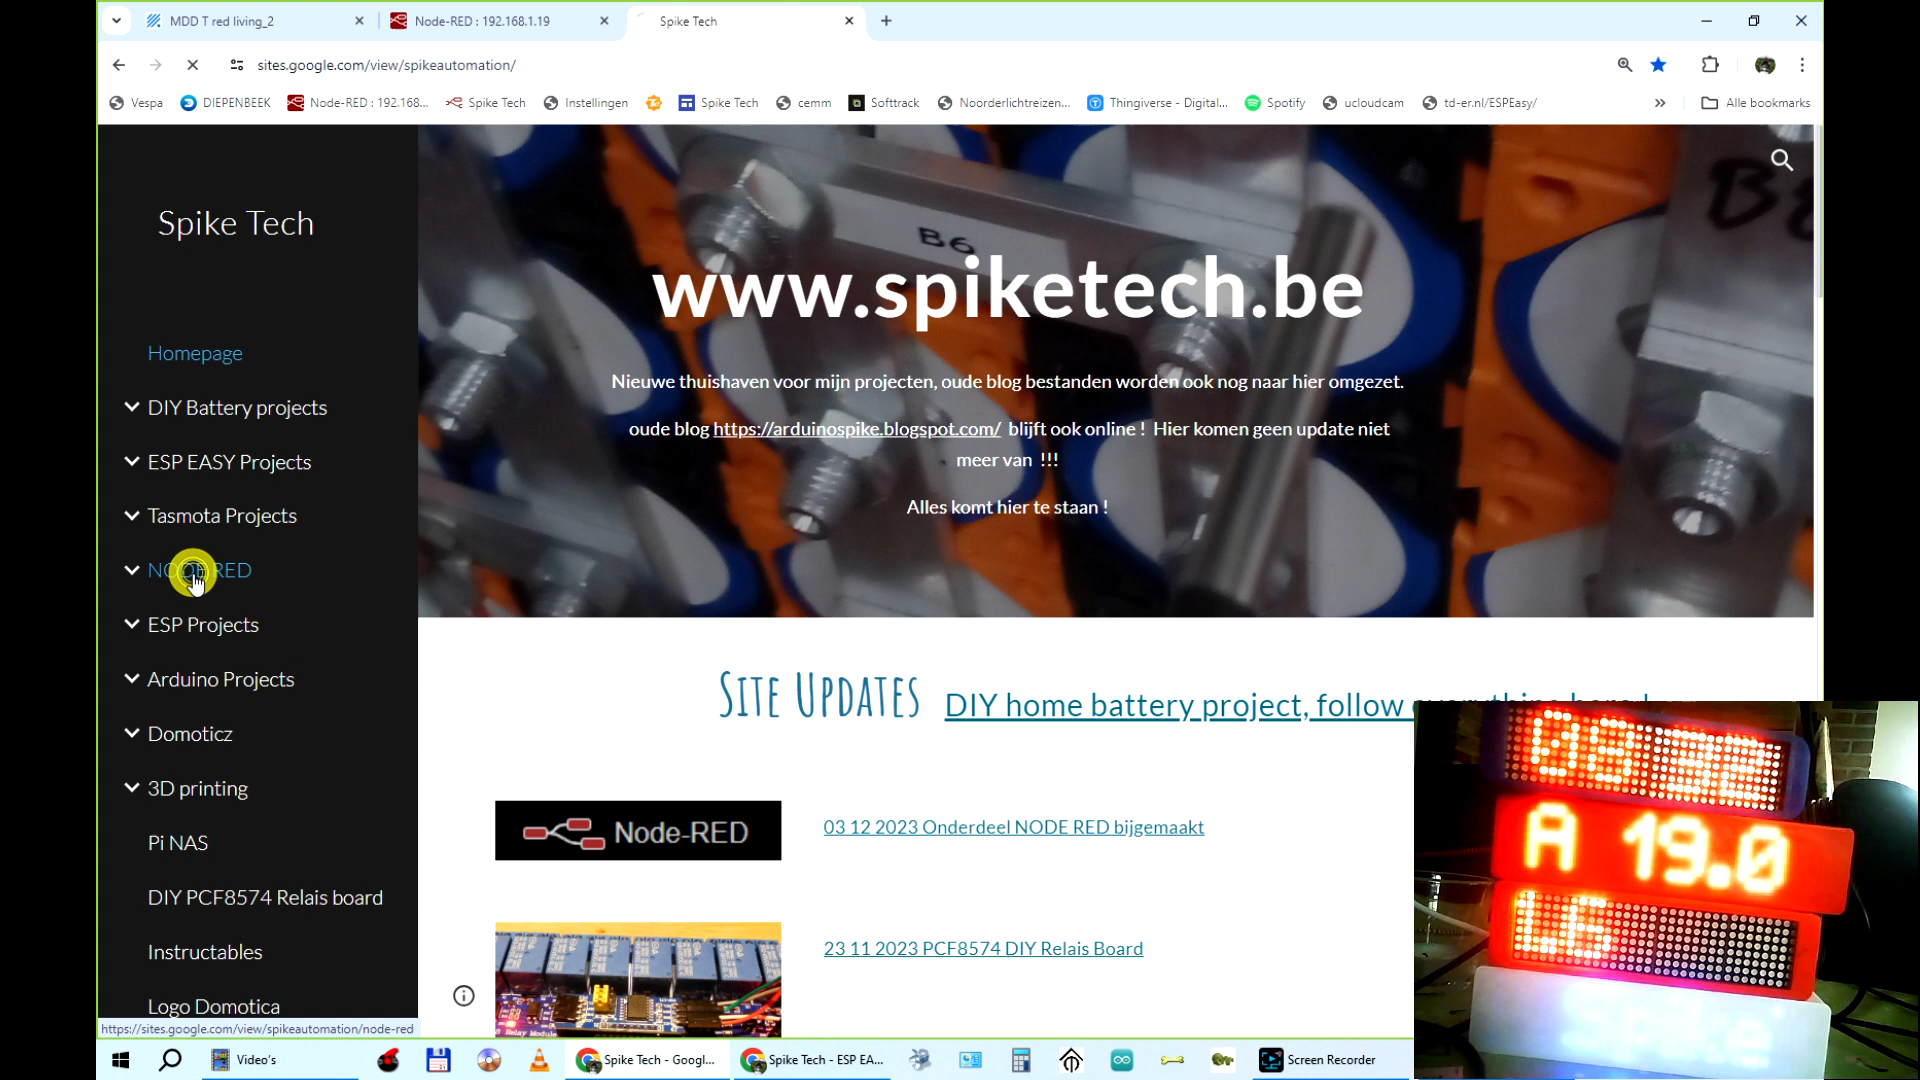 MDD T red living_2
Node-RED : 192.168.1.19
Spike Tech
sites.google.com/view/spikeautomation/
Vespa
DIEPENBEEK
Node-RED : 192.168...
Spike Tech
Instellingen
Spike Tech
cemm
Softtrack
Noorderlichtreizen...
Thingiverse - Digital...
Spotify
ucloudcam
td-er.nl/ESPEasy/
Alle bookmarks
Spike Tech
Homepage
DIY Battery projects
ESP EASY Projects
Tasmota Projects
NODE RED
ESP Projects
Arduino Projects
Domoticz
3D printing
Pi NAS
DIY PCF8574 Relais board
Instructables
Logo Domotica
https://sites.google.com/view/spikeautomation/node-red
B6
www.spiketech.be
Nieuwe thuishaven voor mijn projecten, oude blog bestanden worden ook nog naar hier omgezet.
oude blog https://arduinospike.blogspot.com/ blijft ook online ! Hier komen geen update niet
meer van !!!
Alles komt hier te staan !
Site Updates
DIY home battery project, follow
Node-RED
03 12 2023 Onderdeel NODE RED bijgemaakt
23 11 2023 PCF8574 DIY Relais Board
Relay Module
A 19.0
Spike
Video's
Spike Tech - Googl...
Spike Tech - ESP EA...
Screen Recorder